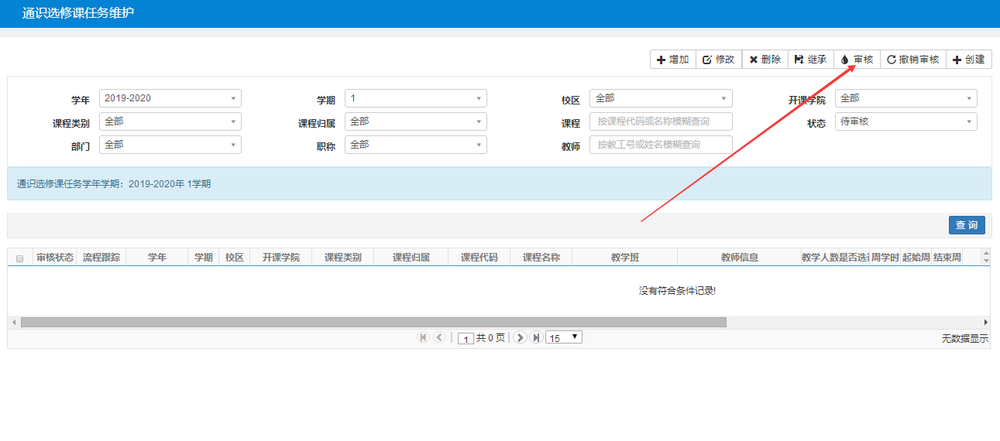 通识选修课任务维护
增加 修改 删除 继承 审核 撤销审核 创建
学年 2019-2020 学期 1 校区 全部 开课学院 全部
课程类别 全部 课程归属 全部 课程 按课程代码或名称模糊查询 状态 待审核
部门 全部 职称 全部 教师 按教工号或姓名模糊查询
通识选修课任务学年学期：2019-2020年 1学期
查 询
审核状态 流程跟踪 学年 学期 校区 开课学院 课程类别 课程归属 课程代码 课程名称 教学班 教师信息 教学人数 是否选 周学时 起始周 结束周
没有符合条件记录!
1 共 0 页 15 无数据显示